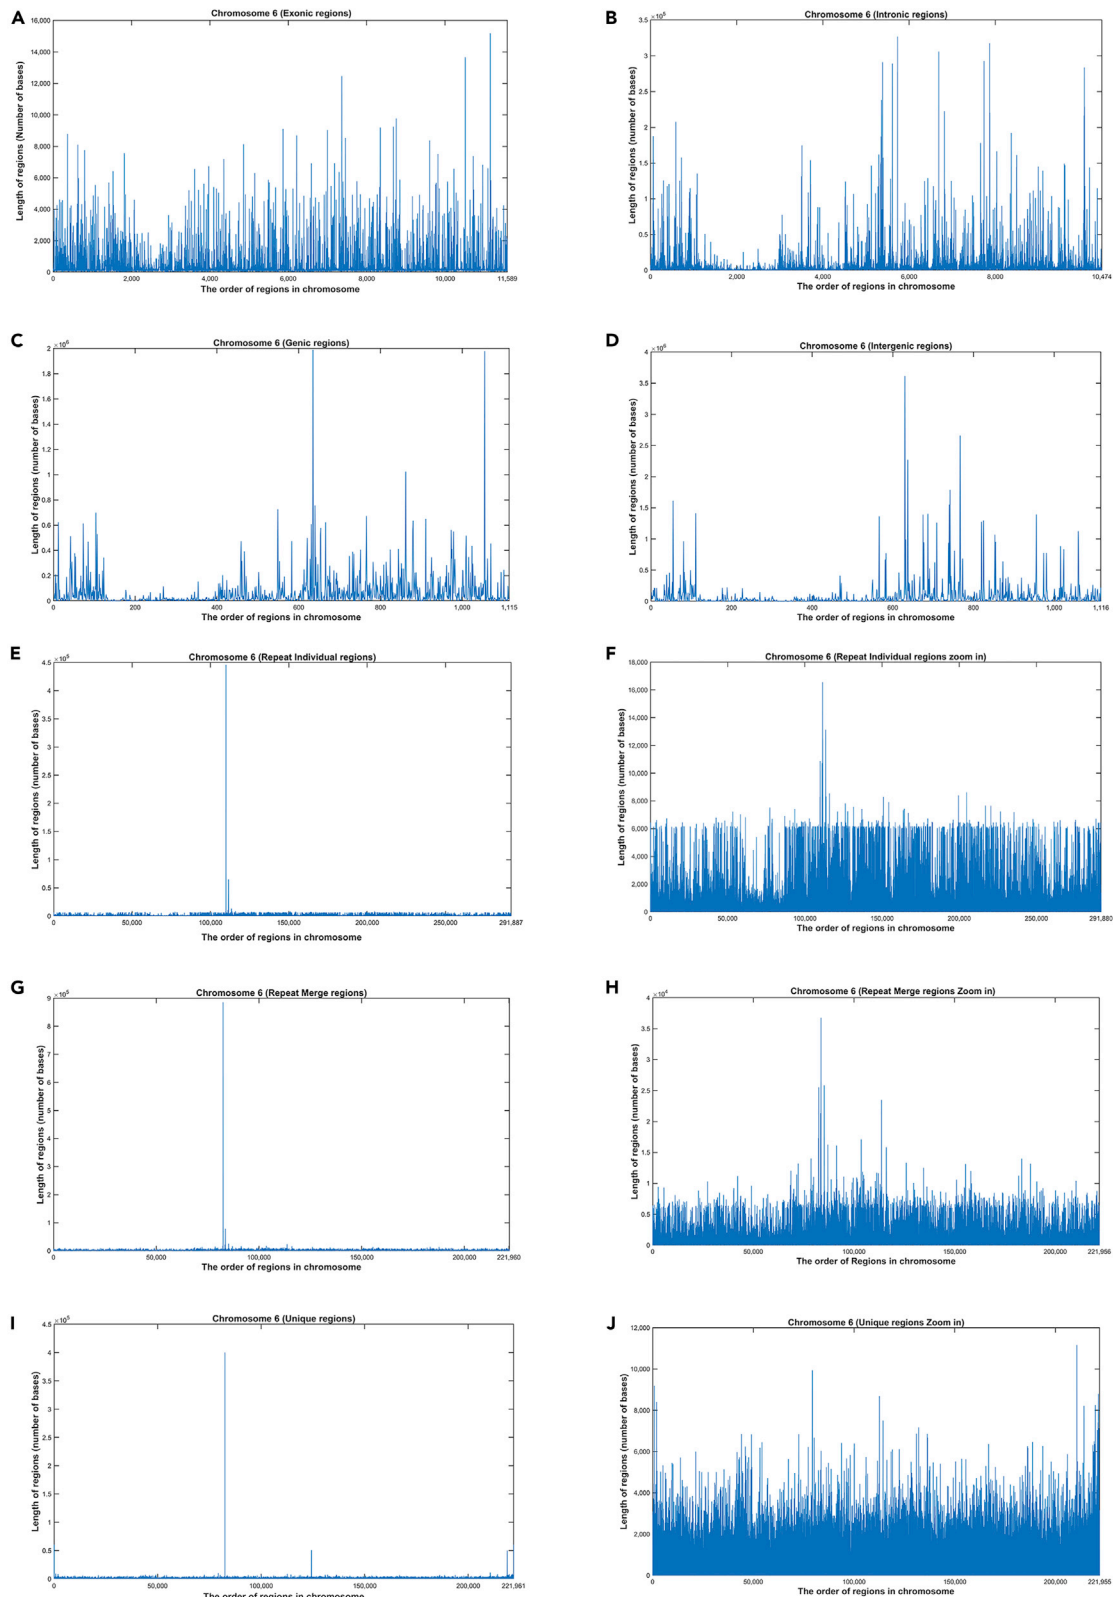 A
Chromosome 6 (Exonic regions)
Length of regions (Number of bases)
16,000
14,000
12,000
10,000
8,000
6,000
4,000
2,000
0
0 2,000 4,000 6,000 8,000 10,000 11,589
The order of regions in chromosome
B
Chromosome 6 (Intronic regions)
×10⁵
Length of regions (number of bases)
3.5
3
2.5
2
1.5
1
0.5
0
0 2,000 4,000 6,000 8,000 10,474
The order of regions in chromosome
C
Chromosome 6 (Genic regions)
×10⁶
Length of regions (number of bases)
2
1.8
1.6
1.4
1.2
1
0.8
0.6
0.4
0.2
0
0 200 400 600 800 1,000 1,115
The order of regions in chromosome
D
Chromosome 6 (Intergenic regions)
×10⁶
Length of regions (number of bases)
4
3.5
3
2.5
2
1.5
1
0.5
0
0 200 400 600 800 1,000 1,116
The order of regions in chromosome
E
Chromosome 6 (Repeat Individual regions)
×10⁵
Length of regions (number of bases)
4.5
4
3.5
3
2.5
2
1.5
1
0.5
0
0 50,000 100,000 150,000 200,000 250,000 291,887
The order of regions in chromosome
F
Chromosome 6 (Repeat Individual regions zoom in)
Length of regions (number of bases)
18,000
16,000
14,000
12,000
10,000
8,000
6,000
4,000
2,000
0
0 50,000 100,000 150,000 200,000 250,000 291,880
The order of regions in chromosome
G
Chromosome 6 (Repeat Merge regions)
×10⁵
Length of regions (number of bases)
9
8
7
6
5
4
3
2
1
0
0 50,000 100,000 150,000 200,000 221,960
The order of regions in chromosome
H
Chromosome 6 (Repeat Merge regions Zoom in)
×10⁴
Length of regions (number of bases)
4
3.5
3
2.5
2
1.5
1
0.5
0
0 50,000 100,000 150,000 200,000 221,956
The order of Regions in chromosome
I
Chromosome 6 (Unique regions)
×10⁵
Length of regions (number of bases)
4.5
4
3.5
3
2.5
2
1.5
1
0.5
0
0 50,000 100,000 150,000 200,000 221,961
The order of regions in chromosome
J
Chromosome 6 (Unique regions Zoom in)
Length of regions (number of bases)
12,000
10,000
8,000
6,000
4,000
2,000
0
0 50,000 100,000 150,000 200,000 221,955
The order of regions in chromosome